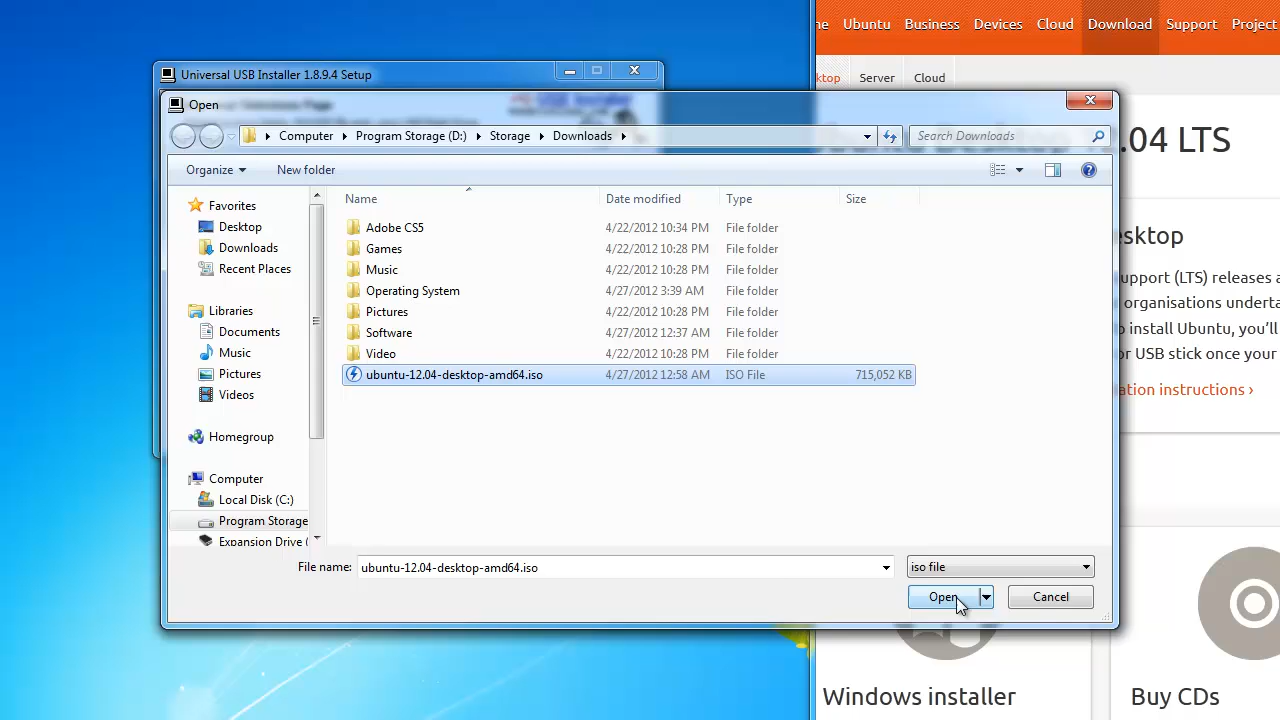 ne Ubuntu Business Devices Cloud Download Support Project
ktop Server Cloud
Universal USB Installer 1.8.9.4 Setup
Open
Computer Program Storage (D:) Storage Downloads
Search Downloads
.04 LTS
Organize New folder
Name Date modified Type Size
Favorites
Desktop
Downloads
Recent Places
Libraries
Documents
Music
Pictures
Videos
Homegroup
Computer
Local Disk (C:)
Program Storage
Expansion Drive (
Adobe CS5 4/22/2012 10:34 PM File folder
Games 4/22/2012 10:28 PM File folder
Music 4/22/2012 10:28 PM File folder
Operating System 4/27/2012 3:39 AM File folder
Pictures 4/22/2012 10:28 PM File folder
Software 4/27/2012 12:37 AM File folder
Video 4/22/2012 10:28 PM File folder
ubuntu-12.04-desktop-amd64.iso 4/27/2012 12:58 AM ISO File 715,052 KB
File name: ubuntu-12.04-desktop-amd64.iso
iso file
Open Cancel
esktop
upport (LTS) releases a
organisations underta
o install Ubuntu, you'll
or USB stick once your
ation instructions ›
Windows installer
Buy CDs